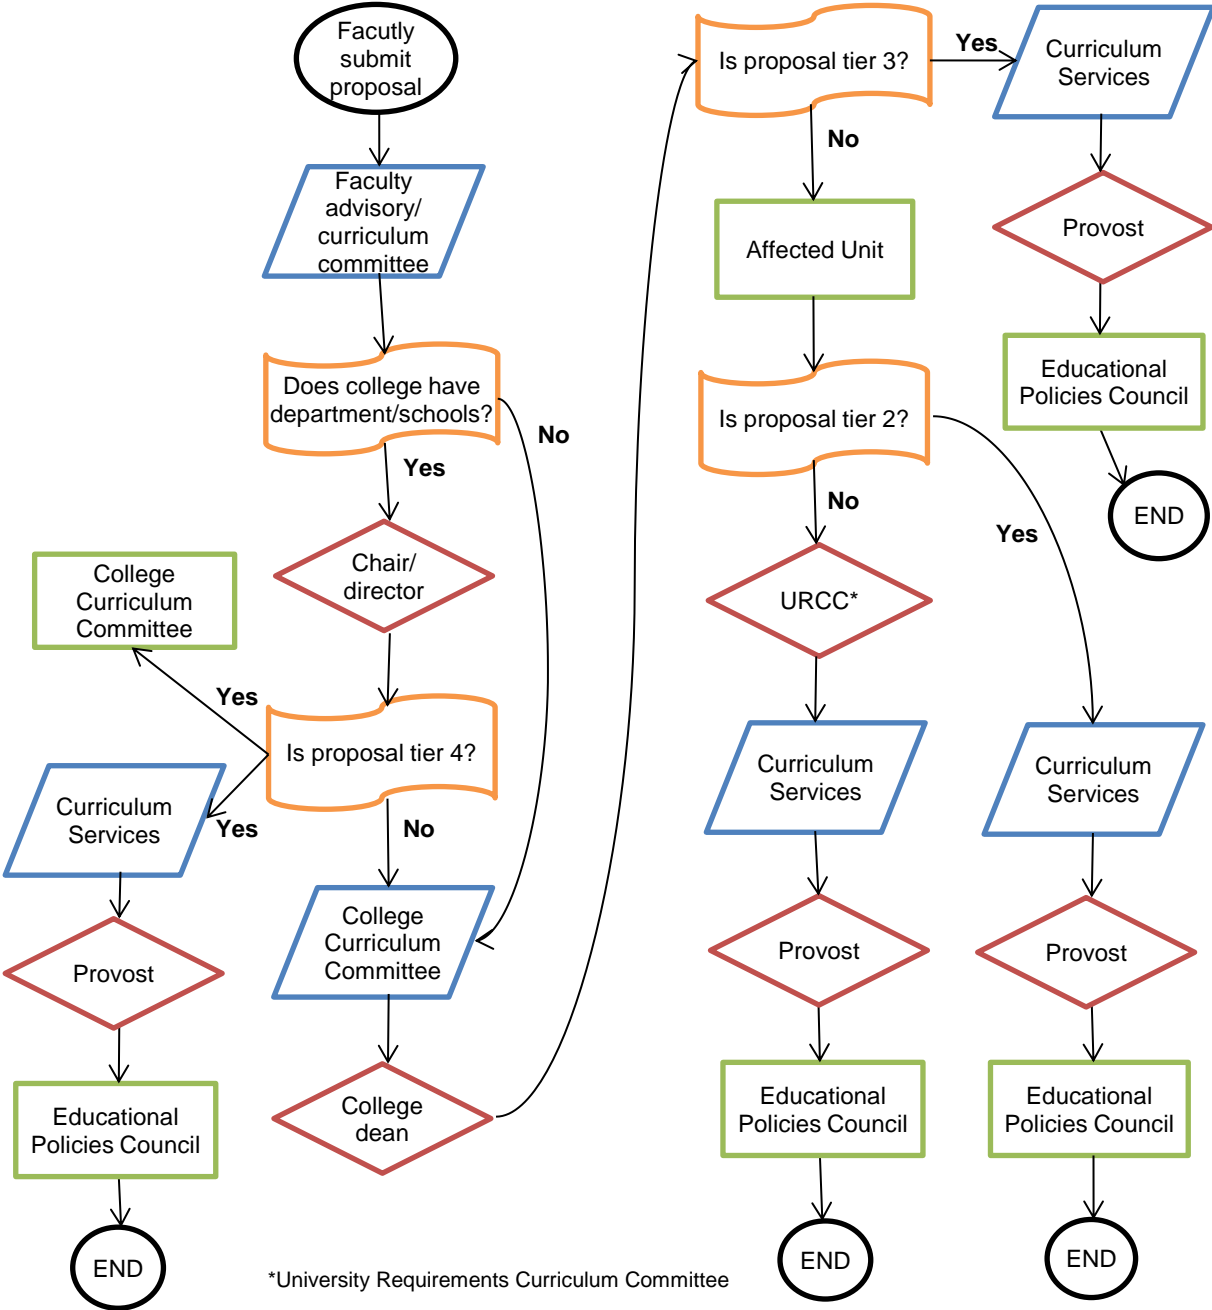 Facutly
submit
proposal
Faculty
advisory/
curriculum
committee
Does college have
department/schools?
No
Yes
Chair/
director
College
Curriculum
Committee
Yes
Is proposal tier 4?
Curriculum
Services
Yes
No
College
Curriculum
Committee
Provost
College
dean
Educational
Policies Council
END
*University Requirements Curriculum Committee
Is proposal tier 3?
Yes
Curriculum
Services
No
Affected Unit
Provost
Educational
Policies Council
END
Is proposal tier 2?
No
Yes
URCC*
Curriculum
Services
Provost
Educational
Policies Council
END
Curriculum
Services
Provost
Educational
Policies Council
END